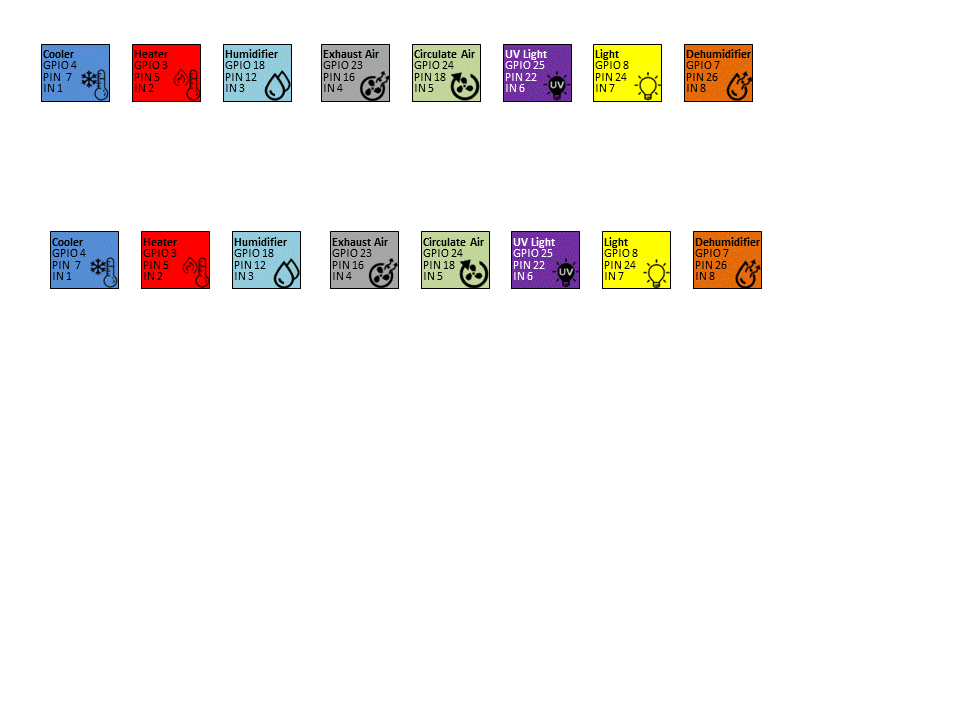 Cooler
GPIO 4
PIN 7
IN 1
Heater
GPIO 3
PIN 5
IN 2
Humidifier
GPIO 18
PIN 12
IN 3
Exhaust Air
GPIO 23
PIN 16
IN 4
Circulate Air
GPIO 24
PIN 18
IN 5
UV Light
GPIO 25
PIN 22
IN 6
UV
Light
GPIO 8
PIN 24
IN 7
Dehumidifier
GPIO 7
PIN 26
IN 8
Cooler
GPIO 4
PIN 7
IN 1
Heater
GPIO 3
PIN 5
IN 2
Humidifier
GPIO 18
PIN 12
IN 3
Exhaust Air
GPIO 23
PIN 16
IN 4
Circulate Air
GPIO 24
PIN 18
IN 5
UV Light
GPIO 25
PIN 22
IN 6
UV
Light
GPIO 8
PIN 24
IN 7
Dehumidifier
GPIO 7
PIN 26
IN 8